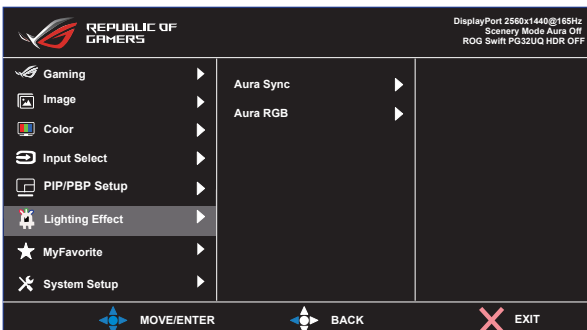 REPUBLIC OF
GAMERS
DisplayPort 2560x1440@165Hz
Scenery Mode Aura Off
ROG Swift PG32UQ HDR OFF
Gaming
Image
Color
Input Select
PIP/PBP Setup
Lighting Effect
MyFavorite
System Setup
Aura Sync
Aura RGB
MOVE/ENTER
BACK
EXIT